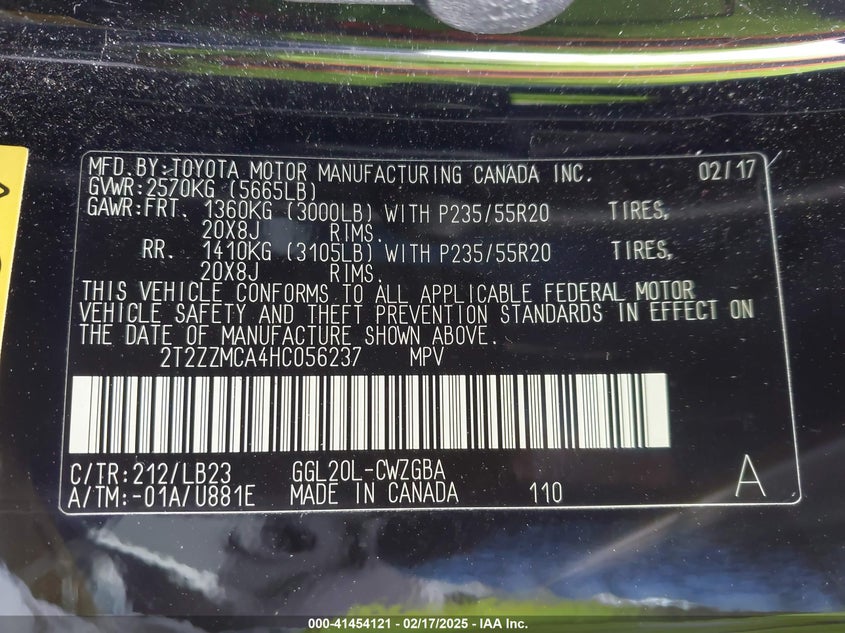 MFD.BY:TOYOTA MOTOR MANUFACTURING CANADA INC. 02/17
GVWR:2570KG (5665LB)
GAWR:FRT. 1360KG (3000LB) WITH P235/55R20 TIRES,
20X8J RIMS.
RR. 1410KG (3105LB) WITH P235/55R20 TIRES,
20X8J RIMS.
THIS VEHICLE CONFORMS TO ALL APPLICABLE FEDERAL MOTOR
VEHICLE SAFETY AND THEFT PREVENTION STANDARDS IN EFFECT ON
THE DATE OF MANUFACTURE SHOWN ABOVE.
2T2ZZMCA4HC056237 MPV
C/TR:212/LB23 GGL20L-CWZGBA
A/TM:-01A/U881E MADE IN CANADA 110 A
000-41454121 - 02/17/2025 - IAA Inc.